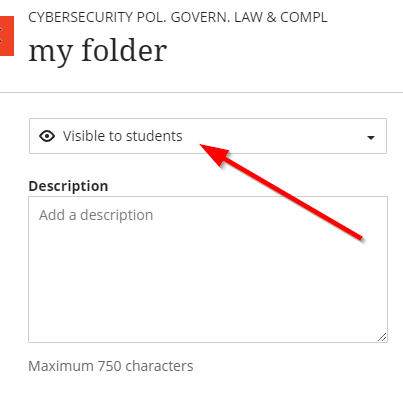 CYBERSECURITY POL. GOVERN. LAW & COMPL
my folder
Visible to students
Description
Add a description
Maximum 750 characters